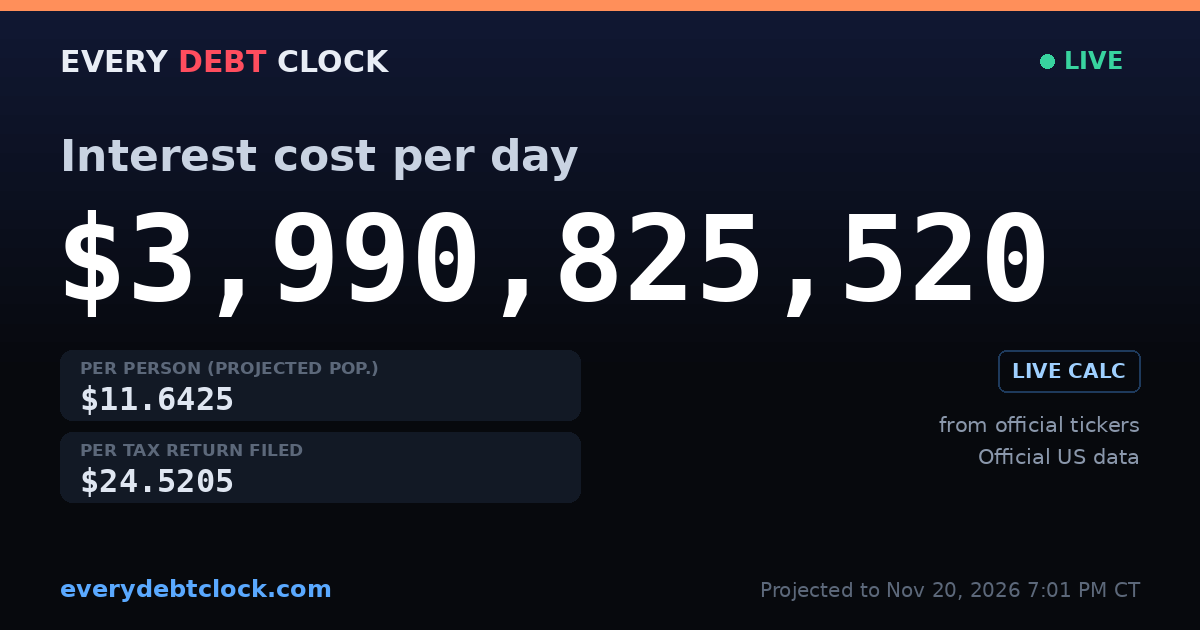 EVERY DEBT CLOCK
LIVE
Interest cost per day
$3,990,825,520
PER PERSON (PROJECTED POP.)
$11.6425
PER TAX RETURN FILED
$24.5205
LIVE CALC
from official tickers
Official US data
everydebtclock.com
Projected to Nov 20, 2026 7:01 PM CT